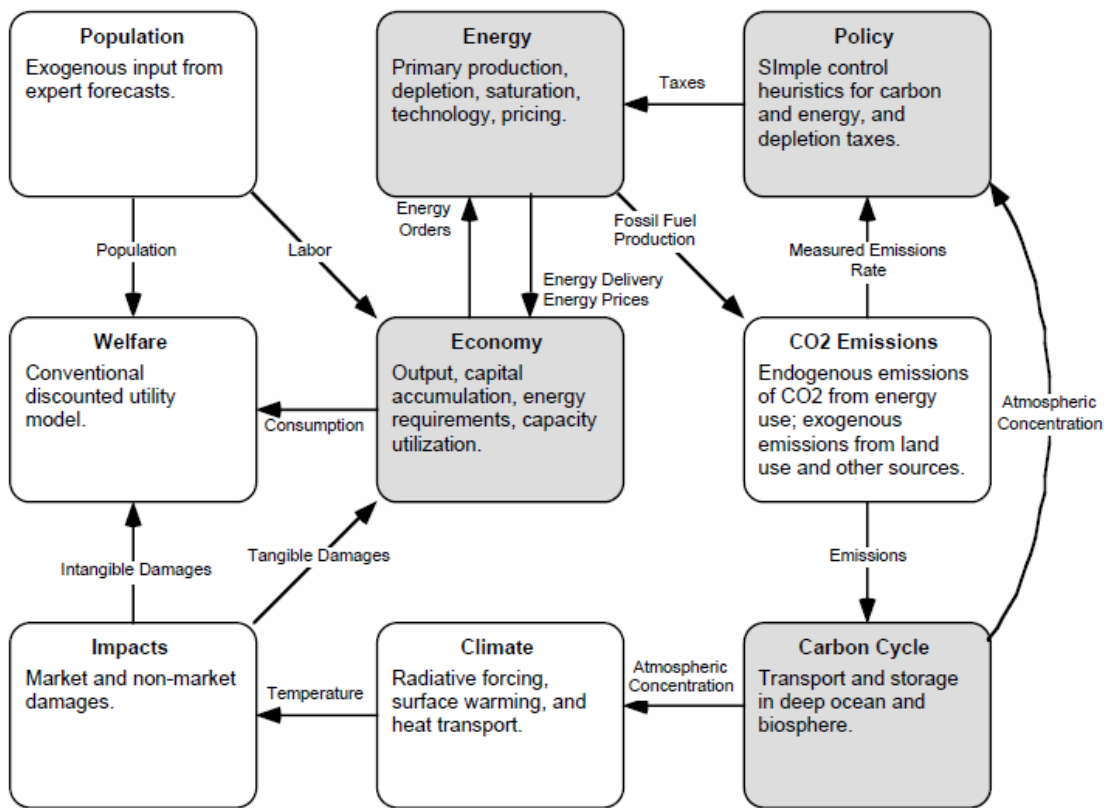 Population
Exogenous input from
expert forecasts.
Energy
Primary production,
depletion, saturation,
technology, pricing.
Taxes
Policy
SImple control
heuristics for carbon
and energy, and
depletion taxes.
Population
Labor
Energy
Orders
Energy Delivery
Energy Prices
Fossil Fuel
Production
Measured Emissions
Rate
Welfare
Conventional
discounted utility
model.
Consumption
Economy
Output, capital
accumulation, energy
requirements, capacity
utilization.
CO2 Emissions
Endogenous emissions
of CO2 from energy
use; exogenous
emissions from land
use and other sources.
Atmospheric
Concentration
Intangible Damages
Tangible Damages
Emissions
Impacts
Market and non-market
damages.
Temperature
Climate
Radiative forcing,
surface warming, and
heat transport.
Atmospheric
Concentration
Carbon Cycle
Transport and storage
in deep ocean and
biosphere.